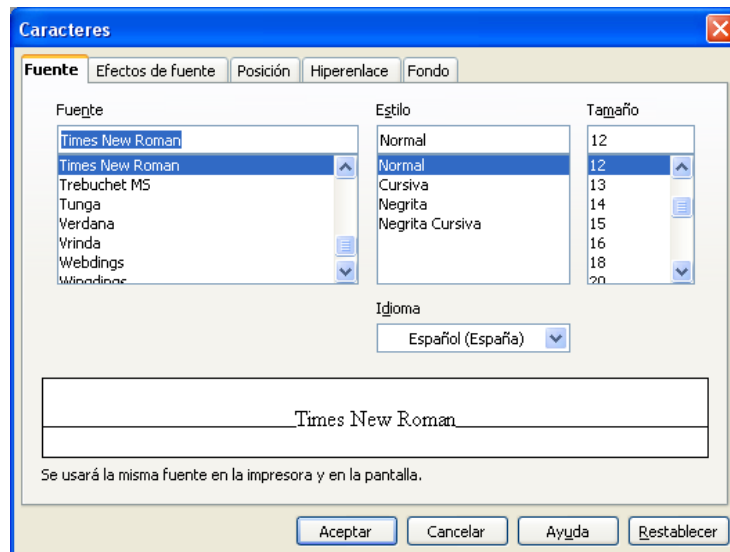 Caracteres
Fuente Efectos de fuente Posición Hiperenlace Fondo
Fuente Estilo Tamaño
Times New Roman Normal 12
Times New Roman Normal 12
Trebuchet MS Cursiva 13
Tunga Negrita 14
Verdana Negrita Cursiva 15
Vrinda 16
Webdings 18
Wingdings 20
Idioma
Español (España)
Times New Roman
Se usará la misma fuente en la impresora y en la pantalla.
Aceptar Cancelar Ayuda Restablecer